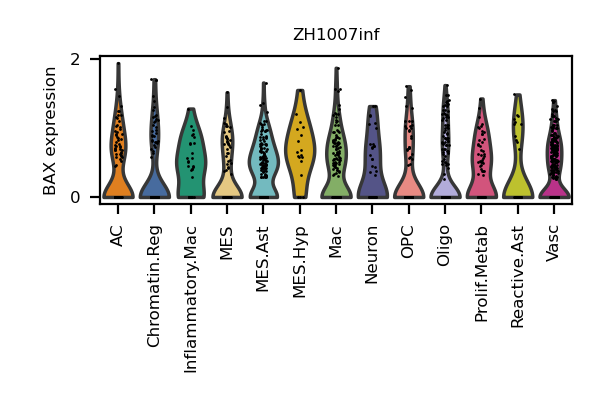 ZH1007inf
BAX expression
2
0
AC
Chromatin.Reg
Inflammatory.Mac
MES
MES.Ast
MES.Hyp
Mac
Neuron
OPC
Oligo
Prolif.Metab
Reactive.Ast
Vasc